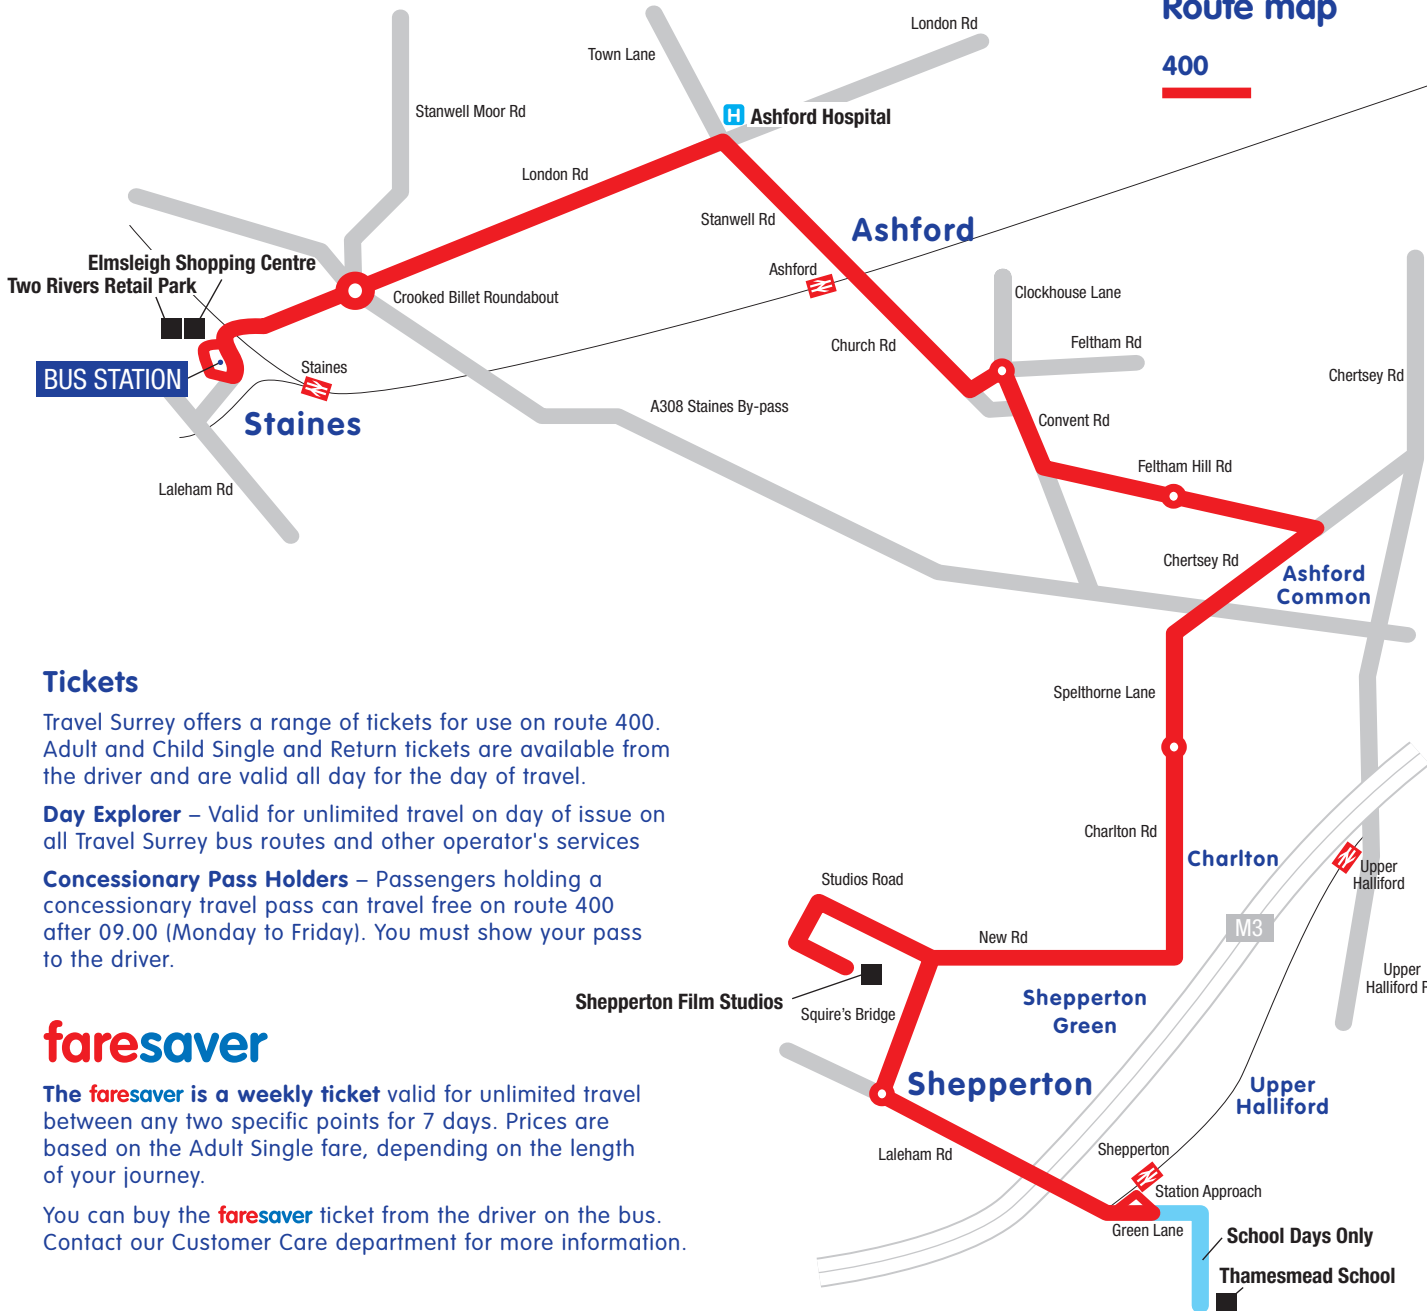 Route map
400
London Rd
Town Lane
Stanwell Moor Rd
H Ashford Hospital
London Rd
Stanwell Rd
Ashford
Elmsleigh Shopping Centre
Two Rivers Retail Park
Crooked Billet Roundabout
Ashford
Clockhouse Lane
Church Rd
Feltham Rd
BUS STATION
Staines
Staines
Chertsey Rd
A308 Staines By-pass
Convent Rd
Feltham Hill Rd
Laleham Rd
Chertsey Rd
Ashford
Common
Spelthorne Lane
Tickets
Travel Surrey offers a range of tickets for use on route 400.
Adult and Child Single and Return tickets are available from
the driver and are valid all day for the day of travel.
Day Explorer – Valid for unlimited travel on day of issue on
all Travel Surrey bus routes and other operator's services
Concessionary Pass Holders – Passengers holding a
concessionary travel pass can travel free on route 400
after 09.00 (Monday to Friday). You must show your pass
to the driver.
Charlton Rd
Charlton
Upper
Halliford
Studios Road
M3
New Rd
Upper
Halliford R
Shepperton Film Studios
Squire's Bridge
Shepperton
Green
faresaver
The faresaver is a weekly ticket valid for unlimited travel
between any two specific points for 7 days. Prices are
based on the Adult Single fare, depending on the length
of your journey.
You can buy the faresaver ticket from the driver on the bus.
Contact our Customer Care department for more information.
Shepperton
Upper
Halliford
Laleham Rd
Shepperton
Station Approach
Green Lane
School Days Only
Thamesmead School